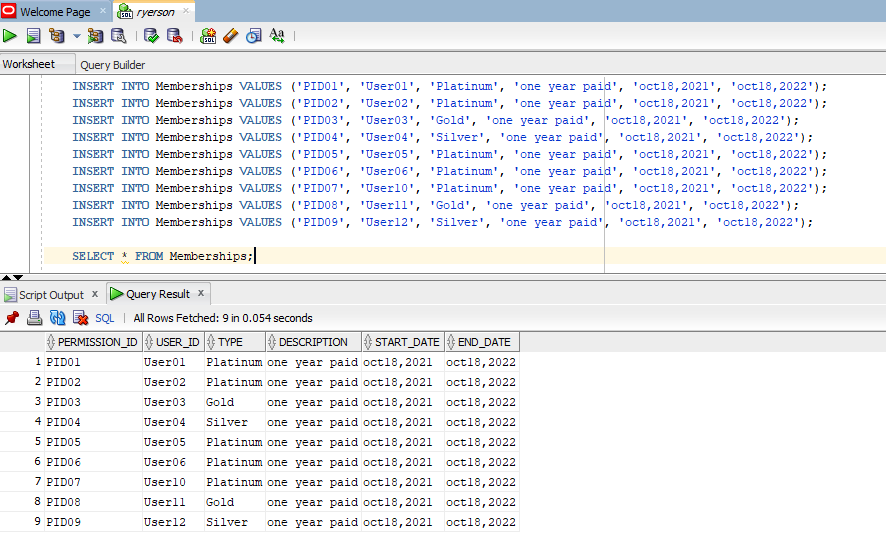 Welcome Page ryerson
Worksheet Query Builder
INSERT INTO Memberships VALUES ('PID01', 'User01', 'Platinum', 'one year paid', 'oct18,2021', 'oct18,2022');
INSERT INTO Memberships VALUES ('PID02', 'User02', 'Platinum', 'one year paid', 'oct18,2021', 'oct18,2022');
INSERT INTO Memberships VALUES ('PID03', 'User03', 'Gold', 'one year paid', 'oct18,2021', 'oct18,2022');
INSERT INTO Memberships VALUES ('PID04', 'User04', 'Silver', 'one year paid', 'oct18,2021', 'oct18,2022');
INSERT INTO Memberships VALUES ('PID05', 'User05', 'Platinum', 'one year paid', 'oct18,2021', 'oct18,2022');
INSERT INTO Memberships VALUES ('PID06', 'User06', 'Platinum', 'one year paid', 'oct18,2021', 'oct18,2022');
INSERT INTO Memberships VALUES ('PID07', 'User10', 'Platinum', 'one year paid', 'oct18,2021', 'oct18,2022');
INSERT INTO Memberships VALUES ('PID08', 'User11', 'Gold', 'one year paid', 'oct18,2021', 'oct18,2022');
INSERT INTO Memberships VALUES ('PID09', 'User12', 'Silver', 'one year paid', 'oct18,2021', 'oct18,2022');
SELECT * FROM Memberships;
Script Output x Query Result x
SQL | All Rows Fetched: 9 in 0.054 seconds
PERMISSION_ID USER_ID TYPE DESCRIPTION START_DATE END_DATE
1 PID01 User01 Platinum one year paid oct18,2021 oct18,2022
2 PID02 User02 Platinum one year paid oct18,2021 oct18,2022
3 PID03 User03 Gold one year paid oct18,2021 oct18,2022
4 PID04 User04 Silver one year paid oct18,2021 oct18,2022
5 PID05 User05 Platinum one year paid oct18,2021 oct18,2022
6 PID06 User06 Platinum one year paid oct18,2021 oct18,2022
7 PID07 User10 Platinum one year paid oct18,2021 oct18,2022
8 PID08 User11 Gold one year paid oct18,2021 oct18,2022
9 PID09 User12 Silver one year paid oct18,2021 oct18,2022